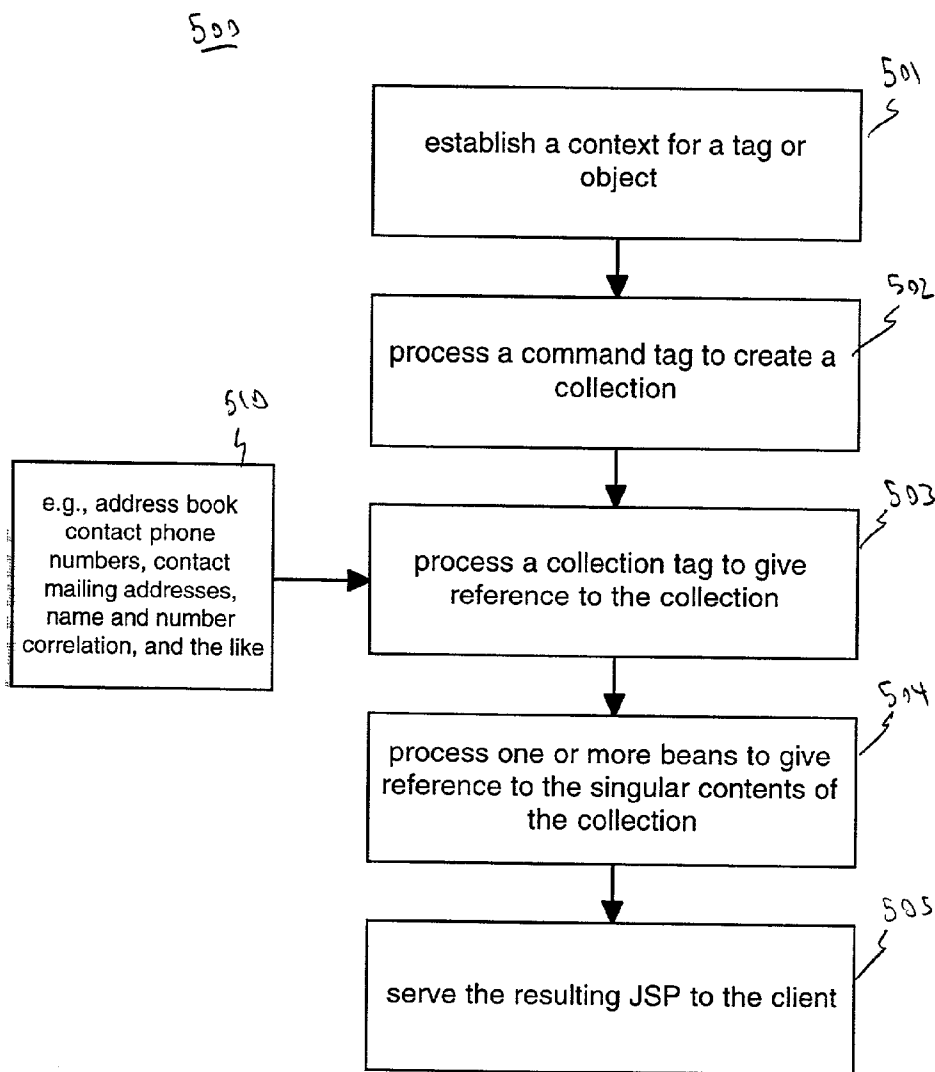 500
501
establish a context for a tag or
object
502
process a command tag to create a
collection
510
e.g., address book
contact phone
numbers, contact
mailing addresses,
name and number
correlation, and the like
503
process a collection tag to give
reference to the collection
504
process one or more beans to give
reference to the singular contents of
the collection
505
serve the resulting JSP to the client